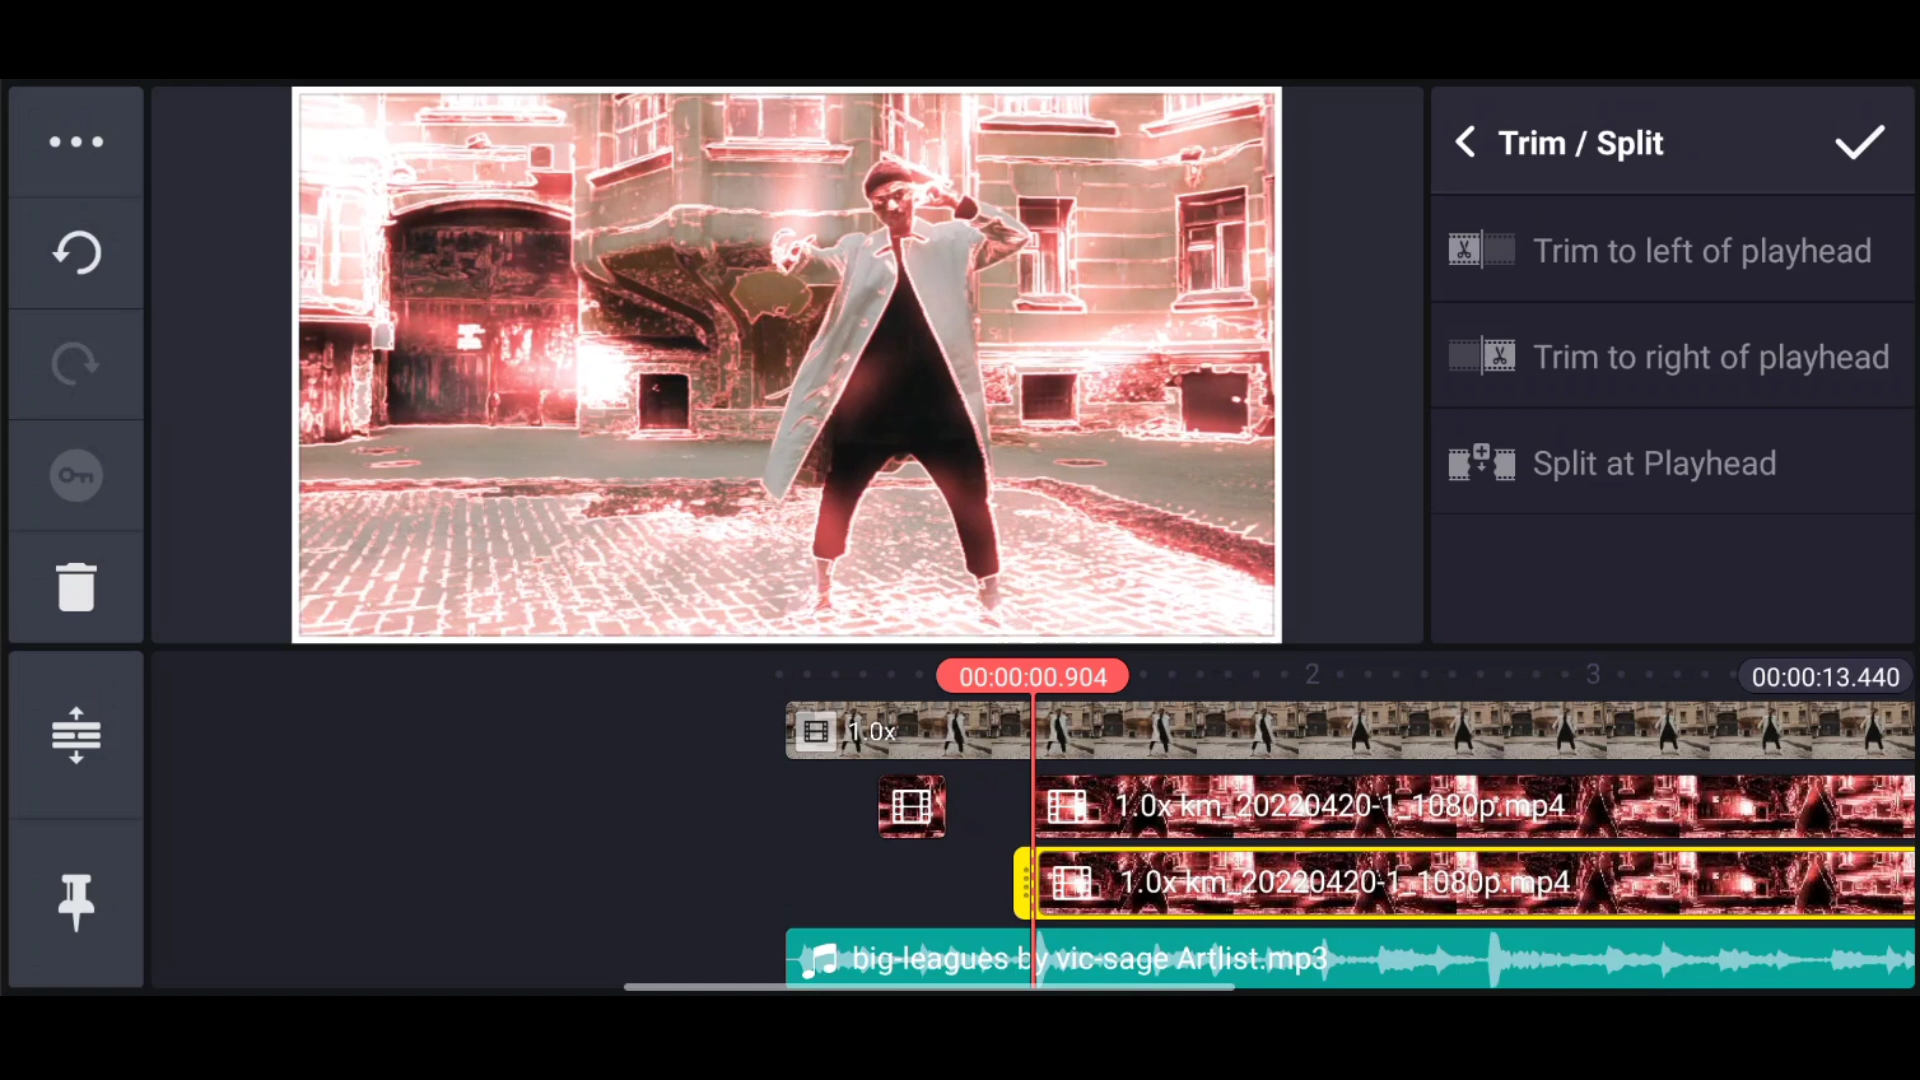 Trim / Split
Trim to left of playhead
Trim to right of playhead
Split at Playhead
00:00:00.904
2
3
00:00:13.440
1.0x
1.0x km_20220420-1_1080p.mp4
1.0x km_20220420-1_1080p.mp4
big-leagues by vic-sage Artlist.mp3